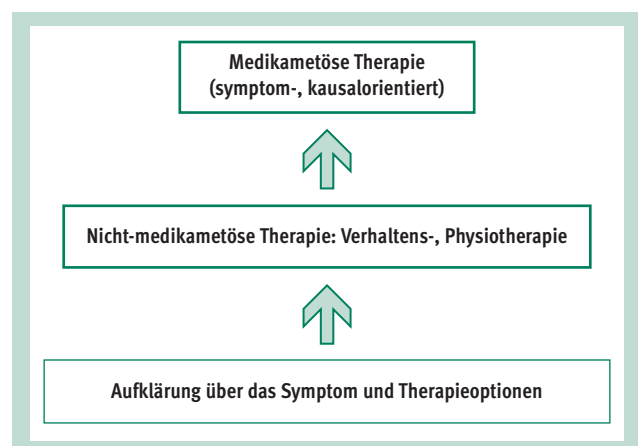 Medikametöse Therapie
(symptom-, kausalorientiert)
Nicht-medikametöse Therapie: Verhaltens-, Physiotherapie
Aufklärung über das Symptom und Therapieoptionen